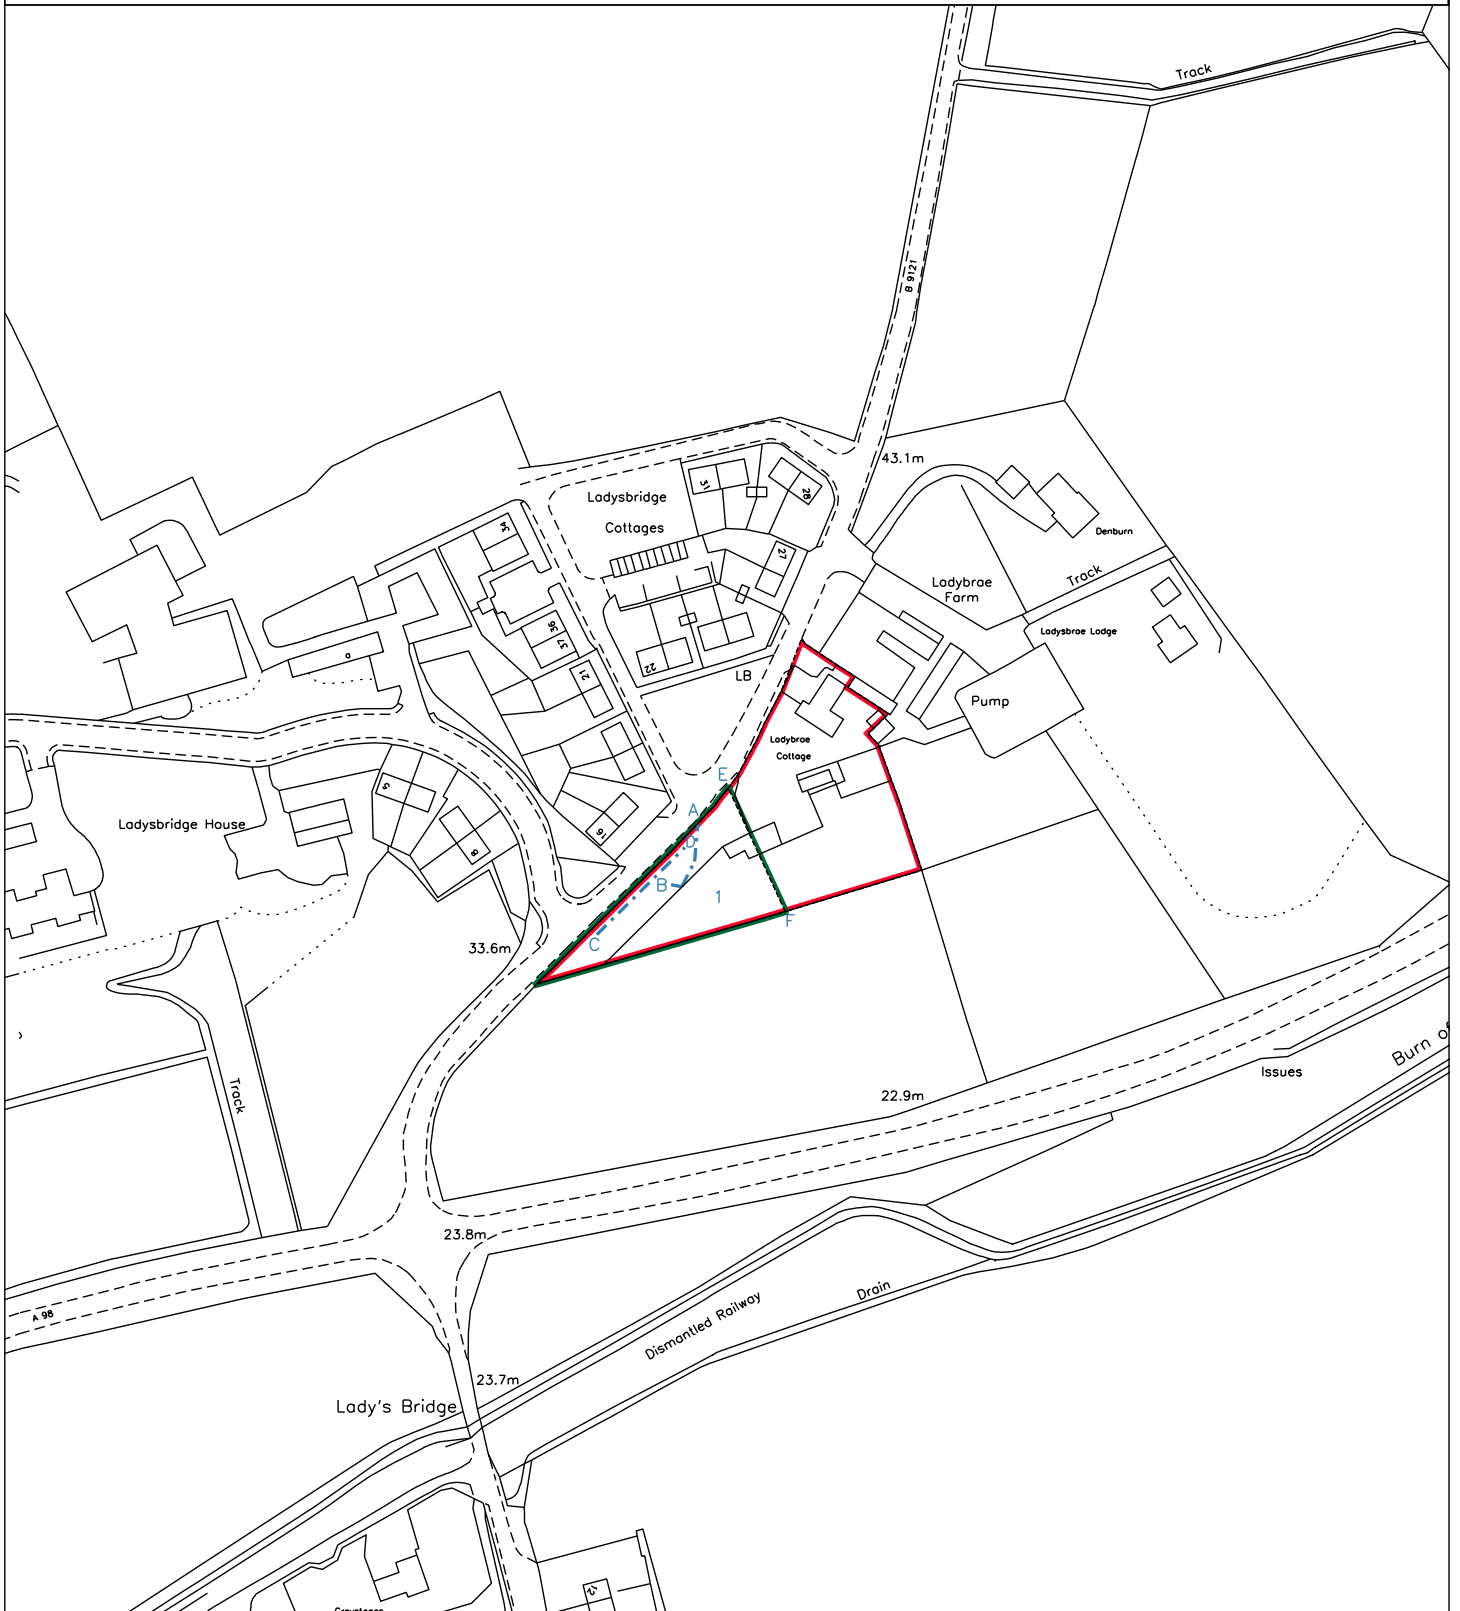 Track
B 9121
43.1m
Ladysbridge
Cottages
31
28
27
34
36
37
22
21
Denburn
Ladybrae
Farm
Track
Ladysbrae Lodge
LB
Pump
Ladybrae
Cottage
E
A
D
B
1
C
F
5
8
16
Ladysbridge House
33.6m
Track
22.9m
Issues
Burn of
23.8m
A 98
Drain
Dismantled Railway
23.7m
Lady's Bridge